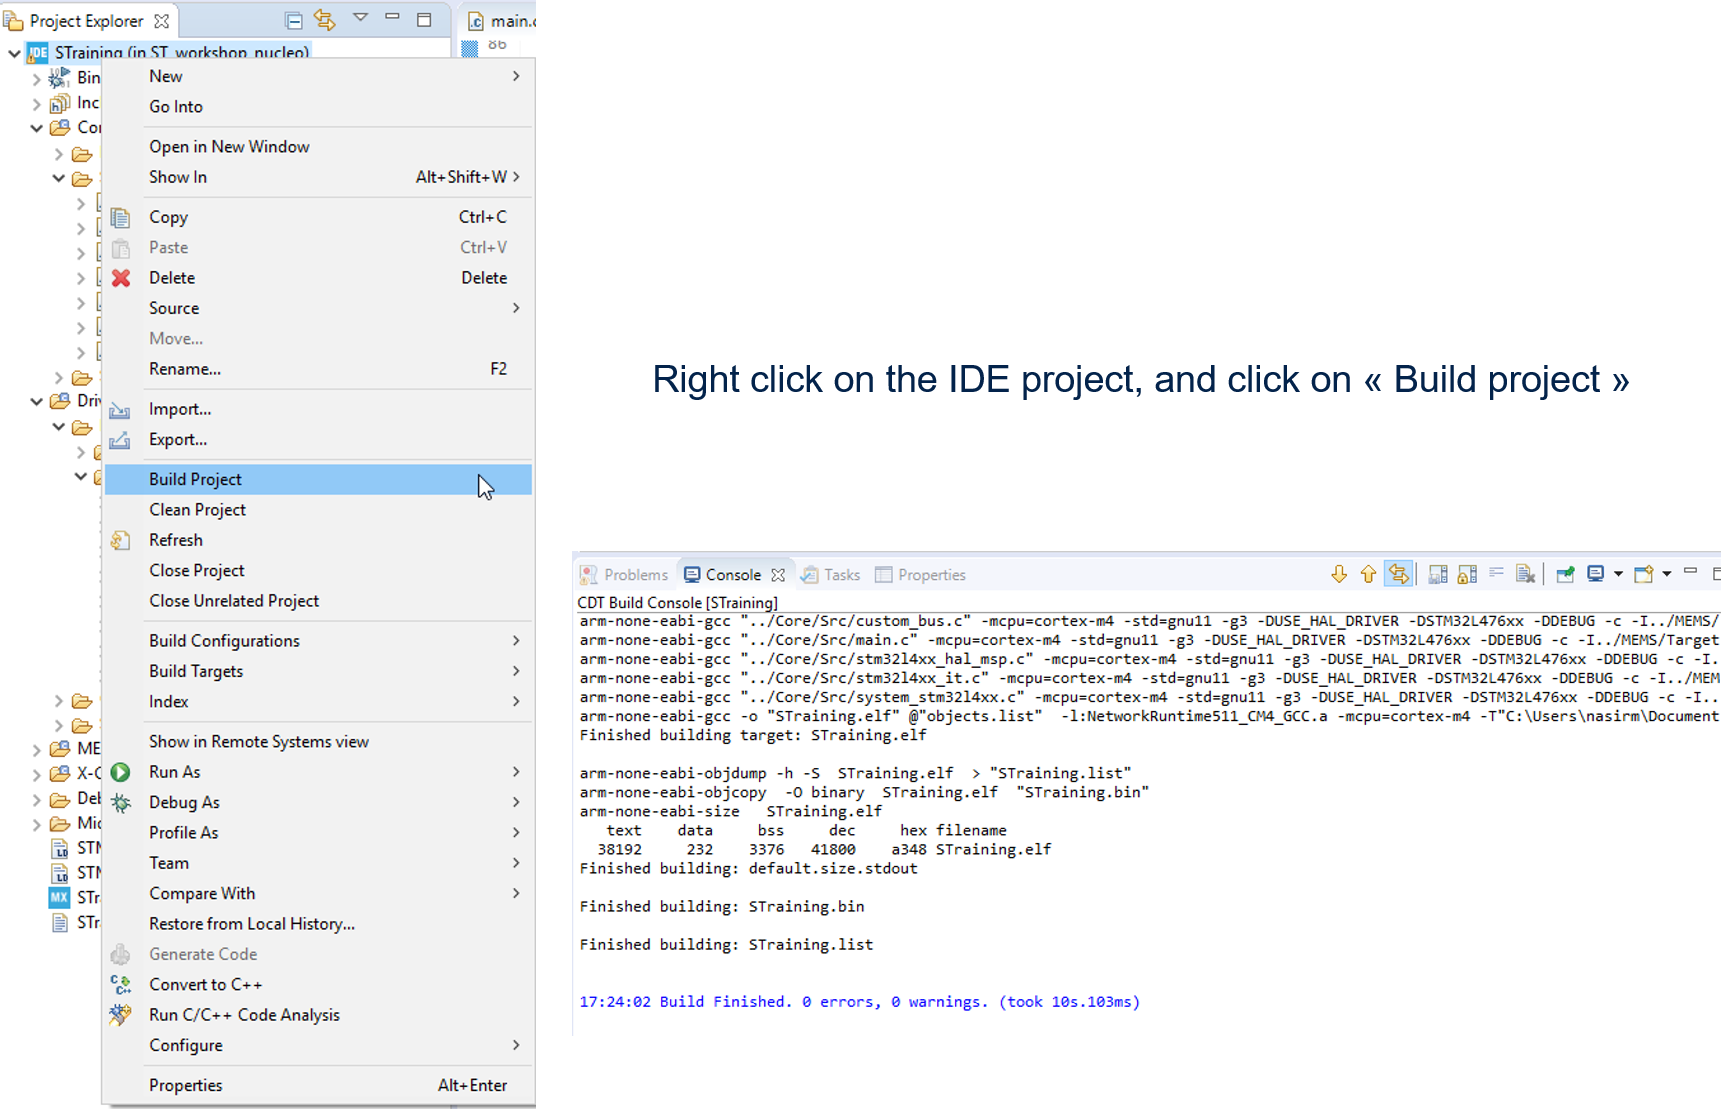 Project Explorer
main.c
86
STraining (in ST_workshop_nucleo)
Bin
Inc
Driv
STM
STM
MX
New
Go Into
Open in New Window
Show In Alt+Shift+W
Copy Ctrl+C
Paste Ctrl+V
Delete Delete
Source
Move...
Rename... F2
Import...
Export...
Build Project
Clean Project
Refresh
Close Project
Close Unrelated Project
Build Configurations
Build Targets
Index
Show in Remote Systems view
Run As
Debug As
Profile As
Team
Compare With
Restore from Local History...
Generate Code
Convert to C++
Run C/C++ Code Analysis
Configure
Properties Alt+Enter
Right click on the IDE project, and click on « Build project »
Problems Console Tasks Properties
CDT Build Console [STraining]
arm-none-eabi-gcc "../Core/Src/custom_bus.c" -mcpu=cortex-m4 -std=gnu11 -g3 -DUSE_HAL_DRIVER -DSTM32L476xx -DDEBUG -c -I../MEMS/
arm-none-eabi-gcc "../Core/Src/main.c" -mcpu=cortex-m4 -std=gnu11 -g3 -DUSE_HAL_DRIVER -DSTM32L476xx -DDEBUG -c -I../MEMS/Target
arm-none-eabi-gcc "../Core/Src/stm32l4xx_hal_msp.c" -mcpu=cortex-m4 -std=gnu11 -g3 -DUSE_HAL_DRIVER -DSTM32L476xx -DDEBUG -c -I.
arm-none-eabi-gcc "../Core/Src/stm32l4xx_it.c" -mcpu=cortex-m4 -std=gnu11 -g3 -DUSE_HAL_DRIVER -DSTM32L476xx -DDEBUG -c -I../MEM
arm-none-eabi-gcc "../Core/Src/system_stm32l4xx.c" -mcpu=cortex-m4 -std=gnu11 -g3 -DUSE_HAL_DRIVER -DSTM32L476xx -DDEBUG -c -I..
arm-none-eabi-gcc -o "STraining.elf" @"objects.list" -l:NetworkRuntime511_CM4_GCC.a -mcpu=cortex-m4 -T"C:\Users\nasirm\Document
Finished building target: STraining.elf
arm-none-eabi-objdump -h -S STraining.elf > "STraining.list"
arm-none-eabi-objcopy -O binary STraining.elf "STraining.bin"
arm-none-eabi-size STraining.elf
text data bss dec hex filename
38192 232 3376 41800 a348 STraining.elf
Finished building: default.size.stdout
Finished building: STraining.bin
Finished building: STraining.list
17:24:02 Build Finished. 0 errors, 0 warnings. (took 10s.103ms)